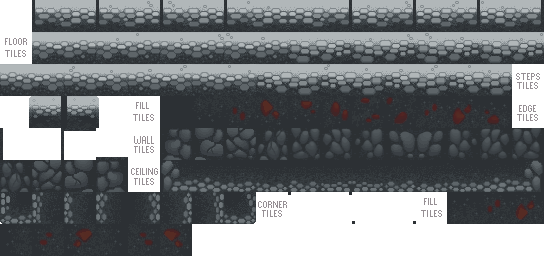 FLOOR
TILES
STEPS
TILES
FILL
TILES
EDGE
TILES
WALL
TILES
CEILING
TILES
CORNER
TILES
FILL
TILES